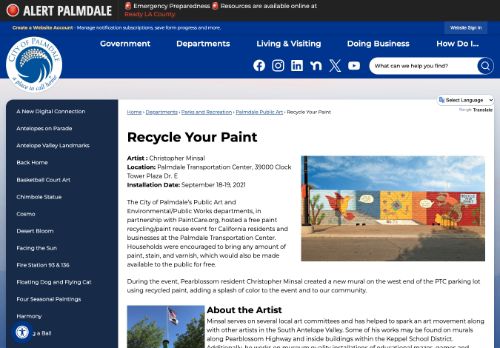 ALERT PALMDALE
🚨 Emergency Preparedness 🚨 Resources are available online at
Ready LA County.
Create a Website Account - Manage notification subscriptions, save form progress and more.
Website Sign In
CITY OF PALMDALE
a place to call home
Government
Departments
Living & Visiting
Doing Business
How Do I...
What can we help you find?
Select Language
Google Translate
A New Digital Connection
Antelopes on Parade
Antelope Valley Landmarks
Back Home
Basketball Court Art
Chimbole Statue
Cosmo
Desert Bloom
Facing the Sun
Fire Station 93 & 136
Floating Dog and Flying Cat
Four Seasonal Paintings
Harmony
g a Ball
Home › Departments › Parks and Recreation › Palmdale Public Art › Recycle Your Paint
Recycle Your Paint
Artist : Christopher Minsal
Location: Palmdale Transportation Center, 39000 Clock
Tower Plaza Dr. E
Installation Date: September 18-19, 2021
The City of Palmdale's Public Art and
Environmental/Public Works departments, in
partnership with PaintCare.org, hosted a free paint
recycling/paint reuse event for California residents and
businesses at the Palmdale Transportation Center.
Households were encouraged to bring any amount of
paint, stain, and varnish, which would also be made
available to the public for free.
During the event, Pearblossom resident Christopher Minsal created a new mural on the west end of the PTC parking lot
using recycled paint, adding a splash of color to the event and to our community.
About the Artist
Minsal serves on several local art committees and has helped to spark an art movement along
with other artists in the South Antelope Valley. Some of his works may be found on murals
along Pearblossom Highway and inside buildings within the Keppel School District.
Additionally, he works on museum quality installations of educational mazes, games and